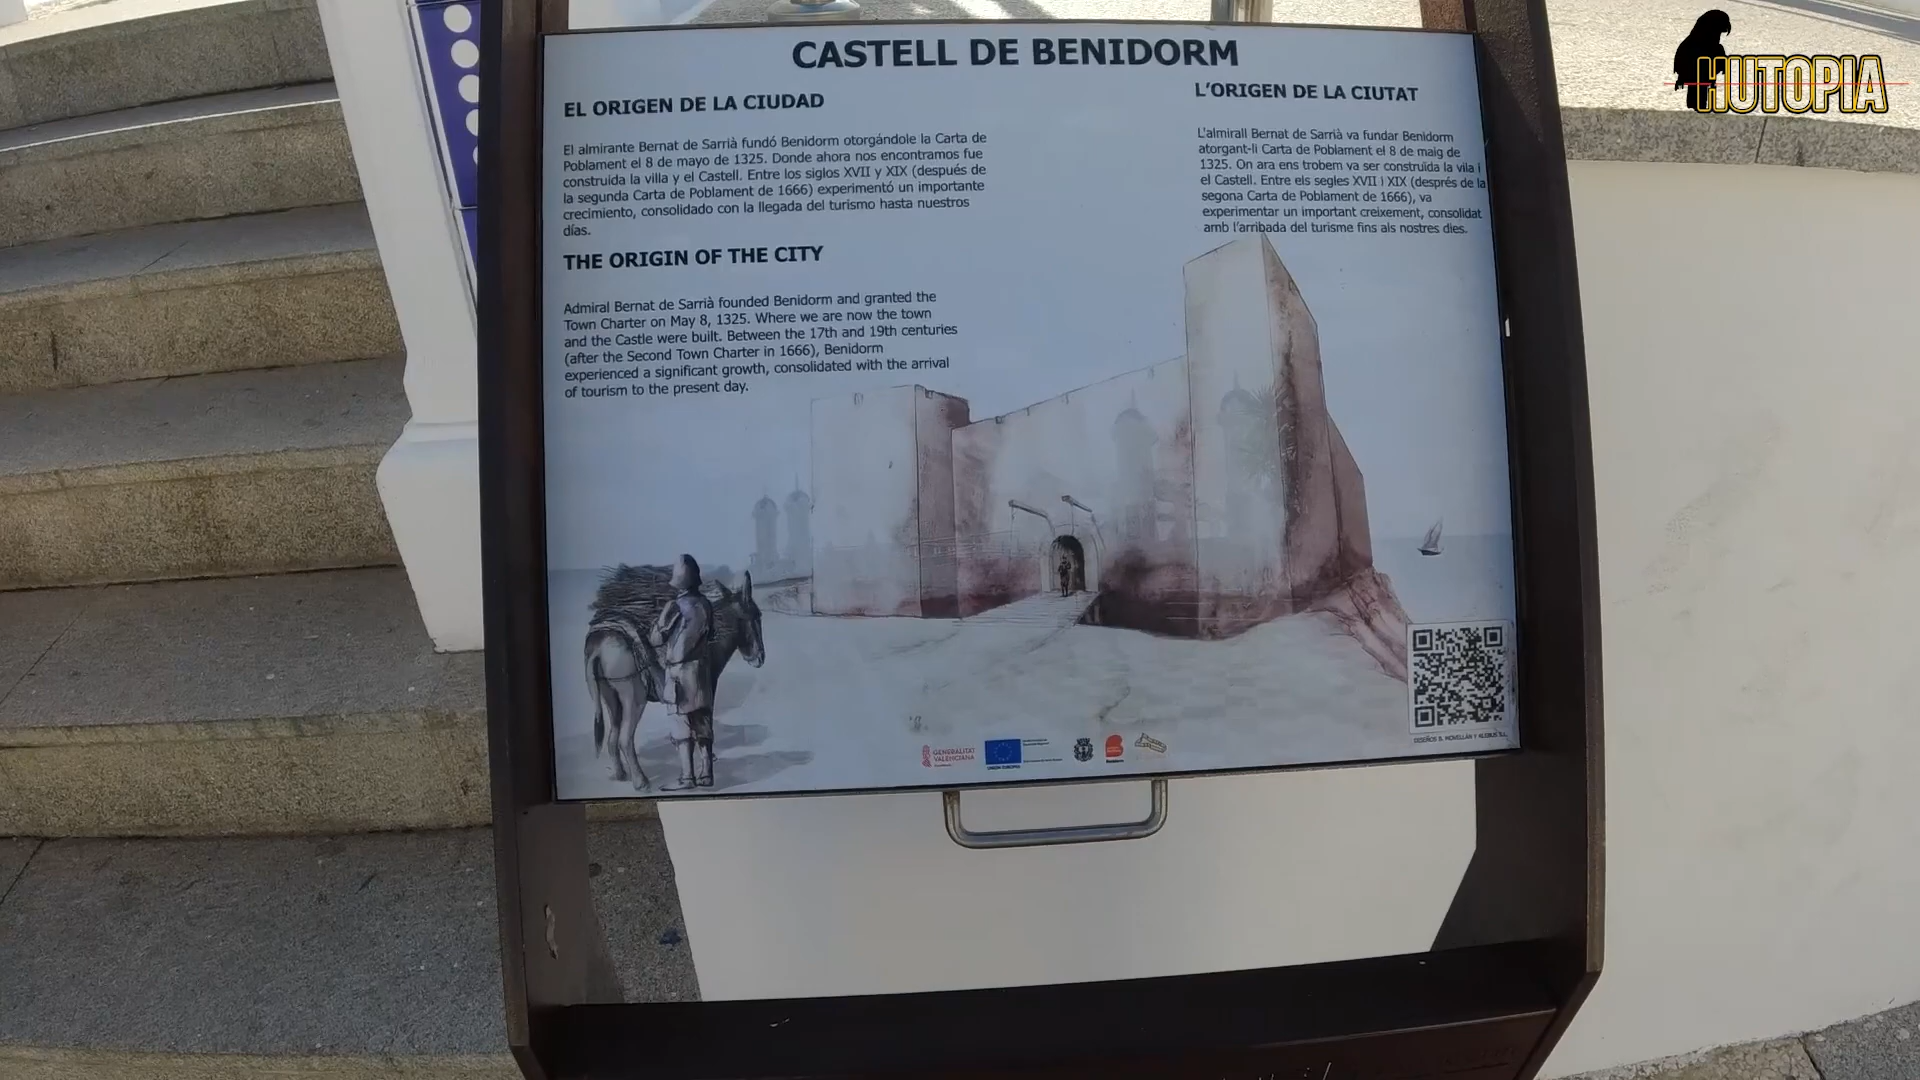 CASTELL DE BENIDORM
EL ORIGEN DE LA CIUDAD
El almirante Bernat de Sarrià fundó Benidorm otorgándole la Carta de
Poblament el 8 de mayo de 1325. Donde ahora nos encontramos fue
construida la villa y el Castell. Entre los siglos XVII y XIX (después de
la segunda Carta de Poblament de 1666) experimentó un importante
crecimiento, consolidado con la llegada del turismo hasta nuestros
días.
THE ORIGIN OF THE CITY
Admiral Bernat de Sarrià founded Benidorm and granted the
Town Charter on May 8, 1325. Where we are now the town
and the Castle were built. Between the 17th and 19th centuries
(after the Second Town Charter in 1666), Benidorm
experienced a significant growth, consolidated with the arrival
of tourism to the present day.
L'ORIGEN DE LA CIUTAT
L'almirall Bernat de Sarrià va fundar Benidorm
atorgant-li Carta de Poblament el 8 de maig de
1325. On ara ens trobem va ser construïda la vila i
el Castell. Entre els segles XVII i XIX (després de la
segona Carta de Poblament de 1666), va
experimentar un important creixement, consolidat
amb l'arribada del turisme fins als nostres dies.
GENERALITAT
VALENCIANA
UNIÓN EUROPEA
Benidorm
HUTOPIA